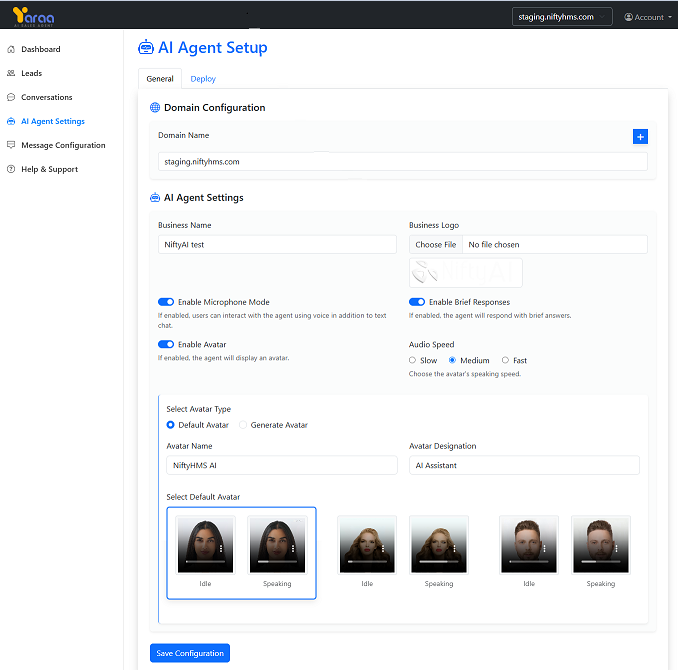 Yaraa
AI SALES AGENT
staging.niftyhms.com
Account
Dashboard
Leads
Conversations
AI Agent Settings
Message Configuration
Help & Support
AI Agent Setup
General
Deploy
Domain Configuration
Domain Name
+
staging.niftyhms.com
AI Agent Settings
Business Name
NiftyAI test
Business Logo
Choose File No file chosen
Enable Microphone Mode
If enabled, users can interact with the agent using voice in addition to text
chat.
Enable Brief Responses
If enabled, the agent will respond with brief answers.
Enable Avatar
If enabled, the agent will display an avatar.
Audio Speed
Slow Medium Fast
Choose the avatar's speaking speed.
Select Avatar Type
Default Avatar Generate Avatar
Avatar Name
NiftyHMS AI
Avatar Designation
AI Assistant
Select Default Avatar
Idle Speaking Idle Speaking Idle Speaking
Save Configuration